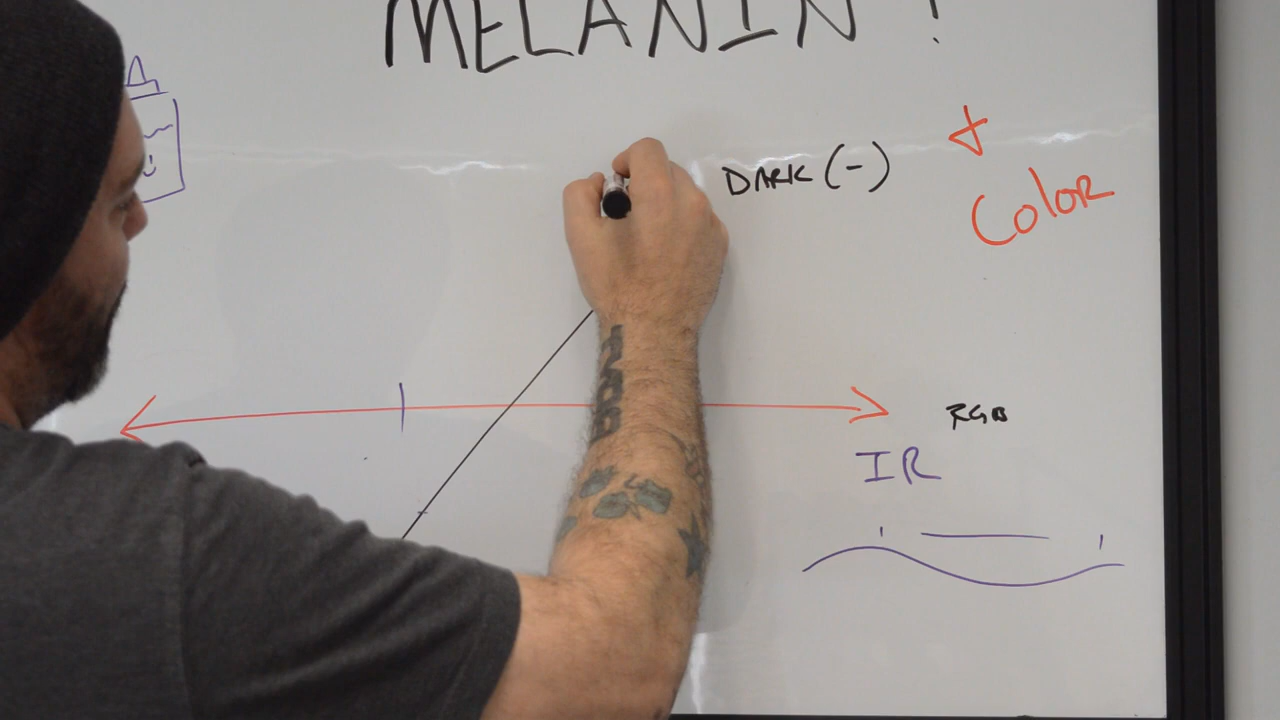 MELANIN !
DARK (-)
+
Color
RGB
IR